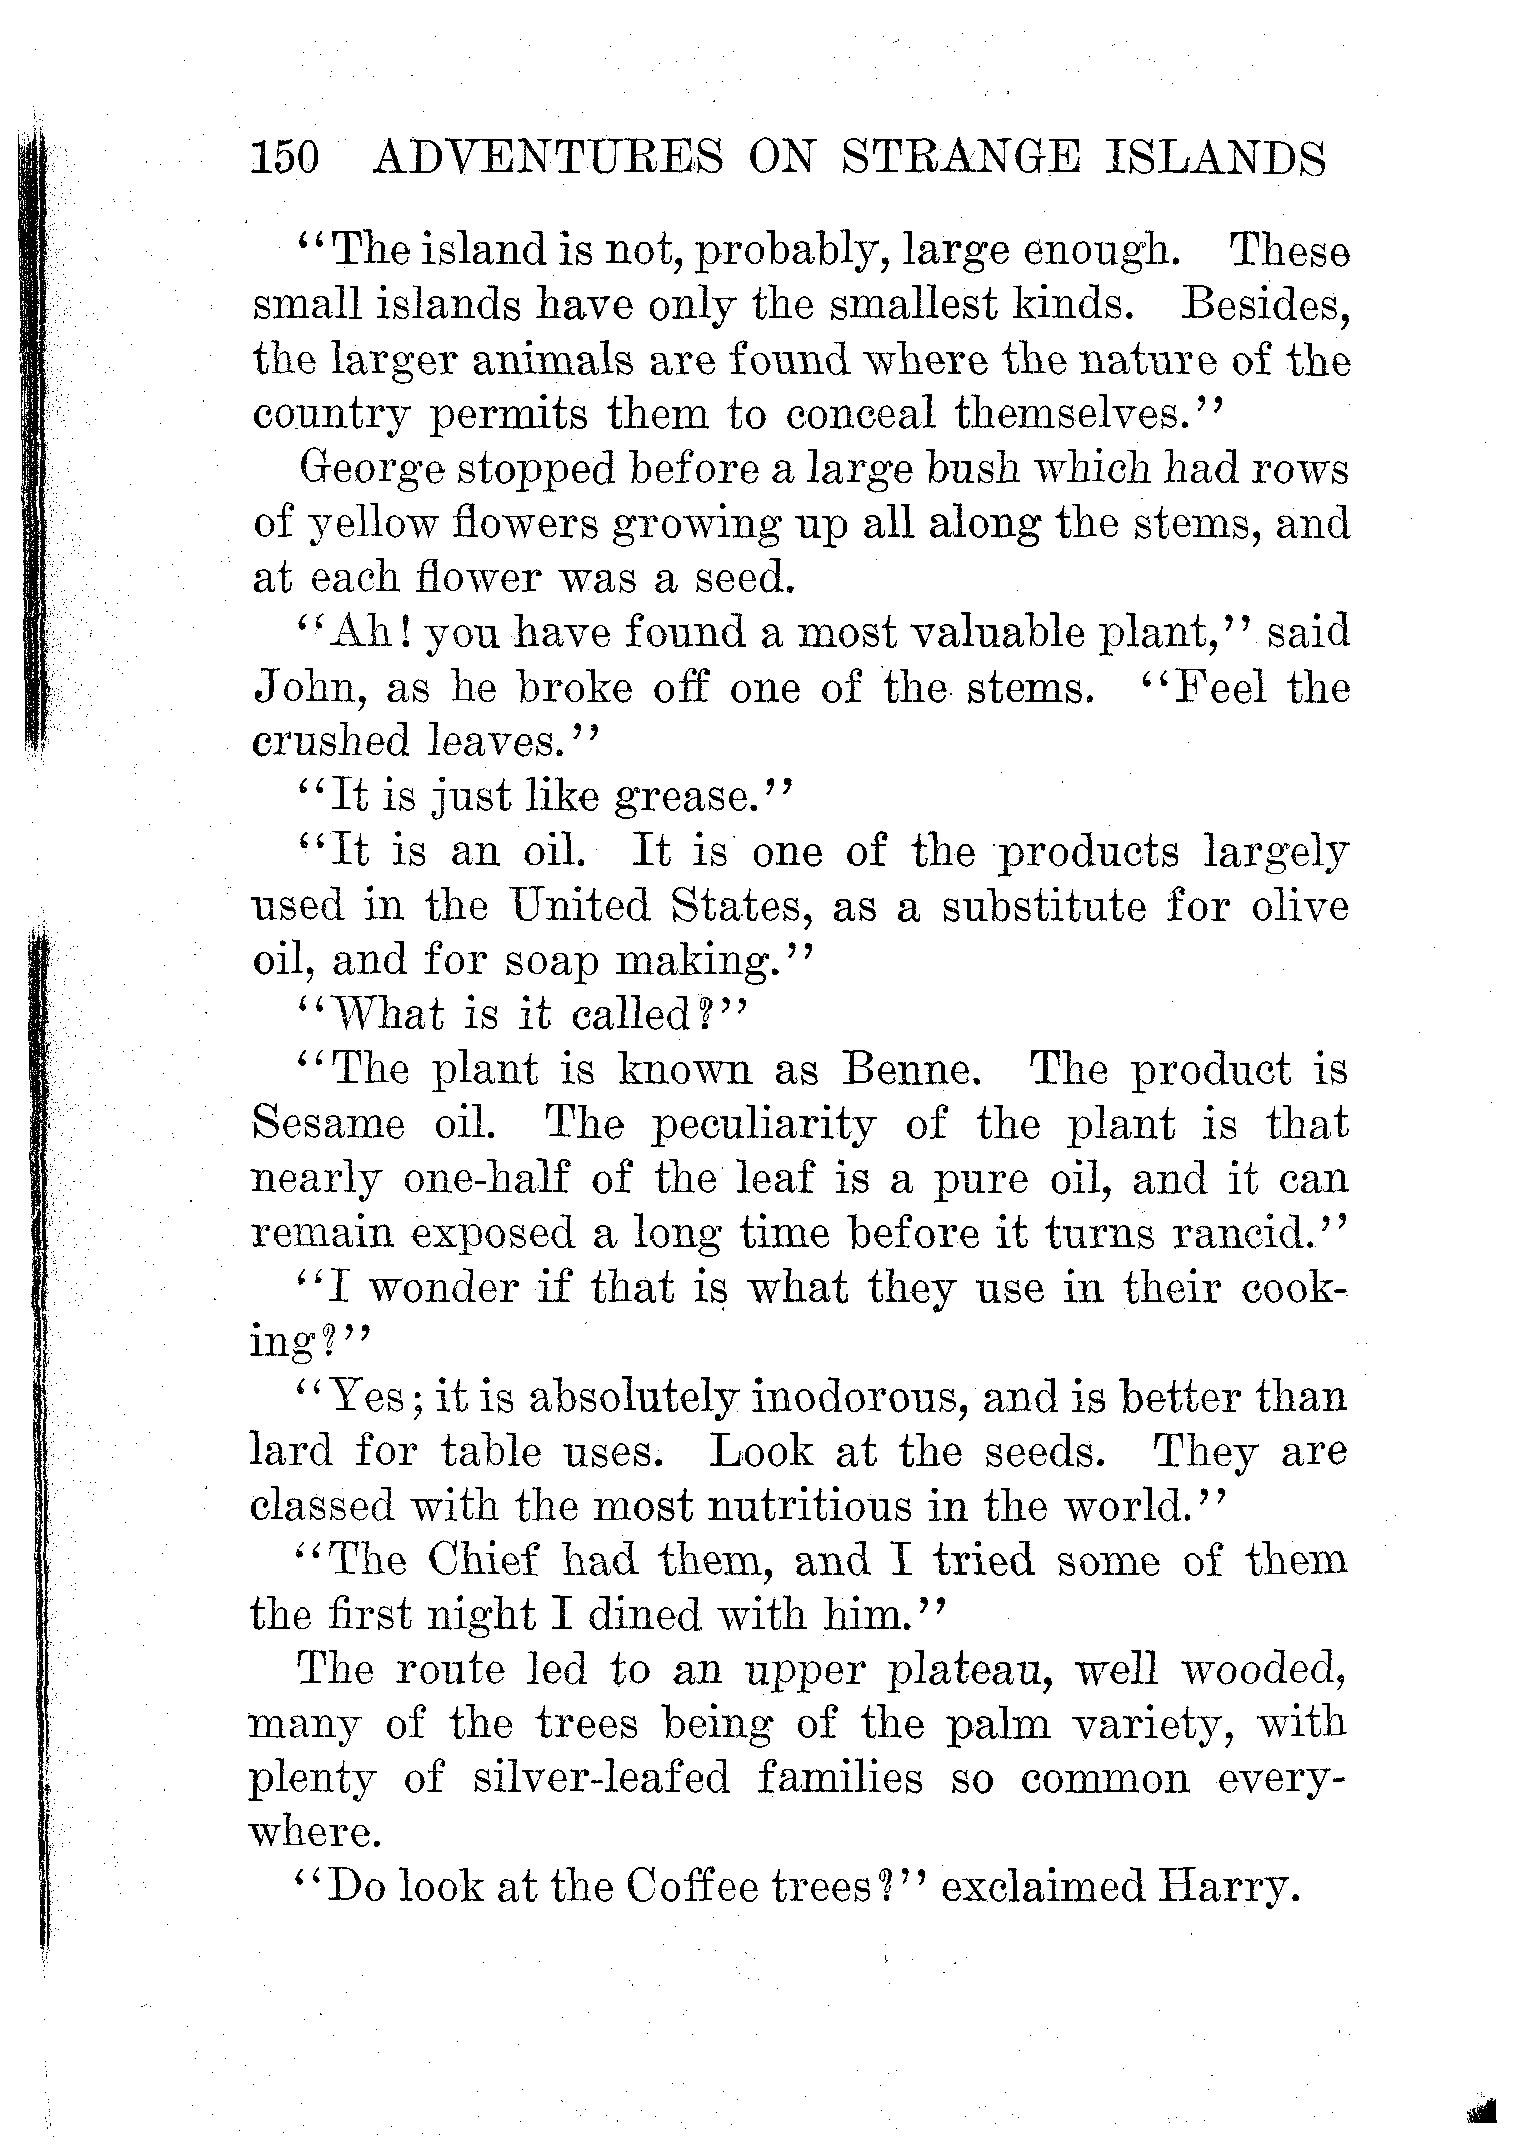 150 ADVENTURES ON STRANGE ISLANDS
"The island is not, probably, large enough. These
small islands have only the smallest kinds. Besides,
the larger animals are found where the nature of the
country permits them to conceal themselves."
George stopped before a large bush which had rows
of yellow flowers growing up all along the stems, and
at each flower was a seed.
"Ah! you have found a most valuable plant," said
John, as he broke off one of the stems. "Feel the
crushed leaves."
"It is just like grease."
"It is an oil. It is one of the products largely
used in the United States, as a substitute for olive
oil, and for soap making."
"What is it called?"
"The plant is known as Benne. The product is
Sesame oil. The peculiarity of the plant is that
nearly one-half of the leaf is a pure oil, and it can
remain exposed a long time before it turns rancid."
"I wonder if that is what they use in their cook-
ing?"
"Yes; it is absolutely inodorous, and is better than
lard for table uses. Look at the seeds. They are
classed with the most nutritious in the world."
"The Chief had them, and I tried some of them
the first night I dined with him."
The route led to an upper plateau, well wooded,
many of the trees being of the palm variety, with
plenty of silver-leafed families so common every-
where.
"Do look at the Coffee trees?" exclaimed Harry.